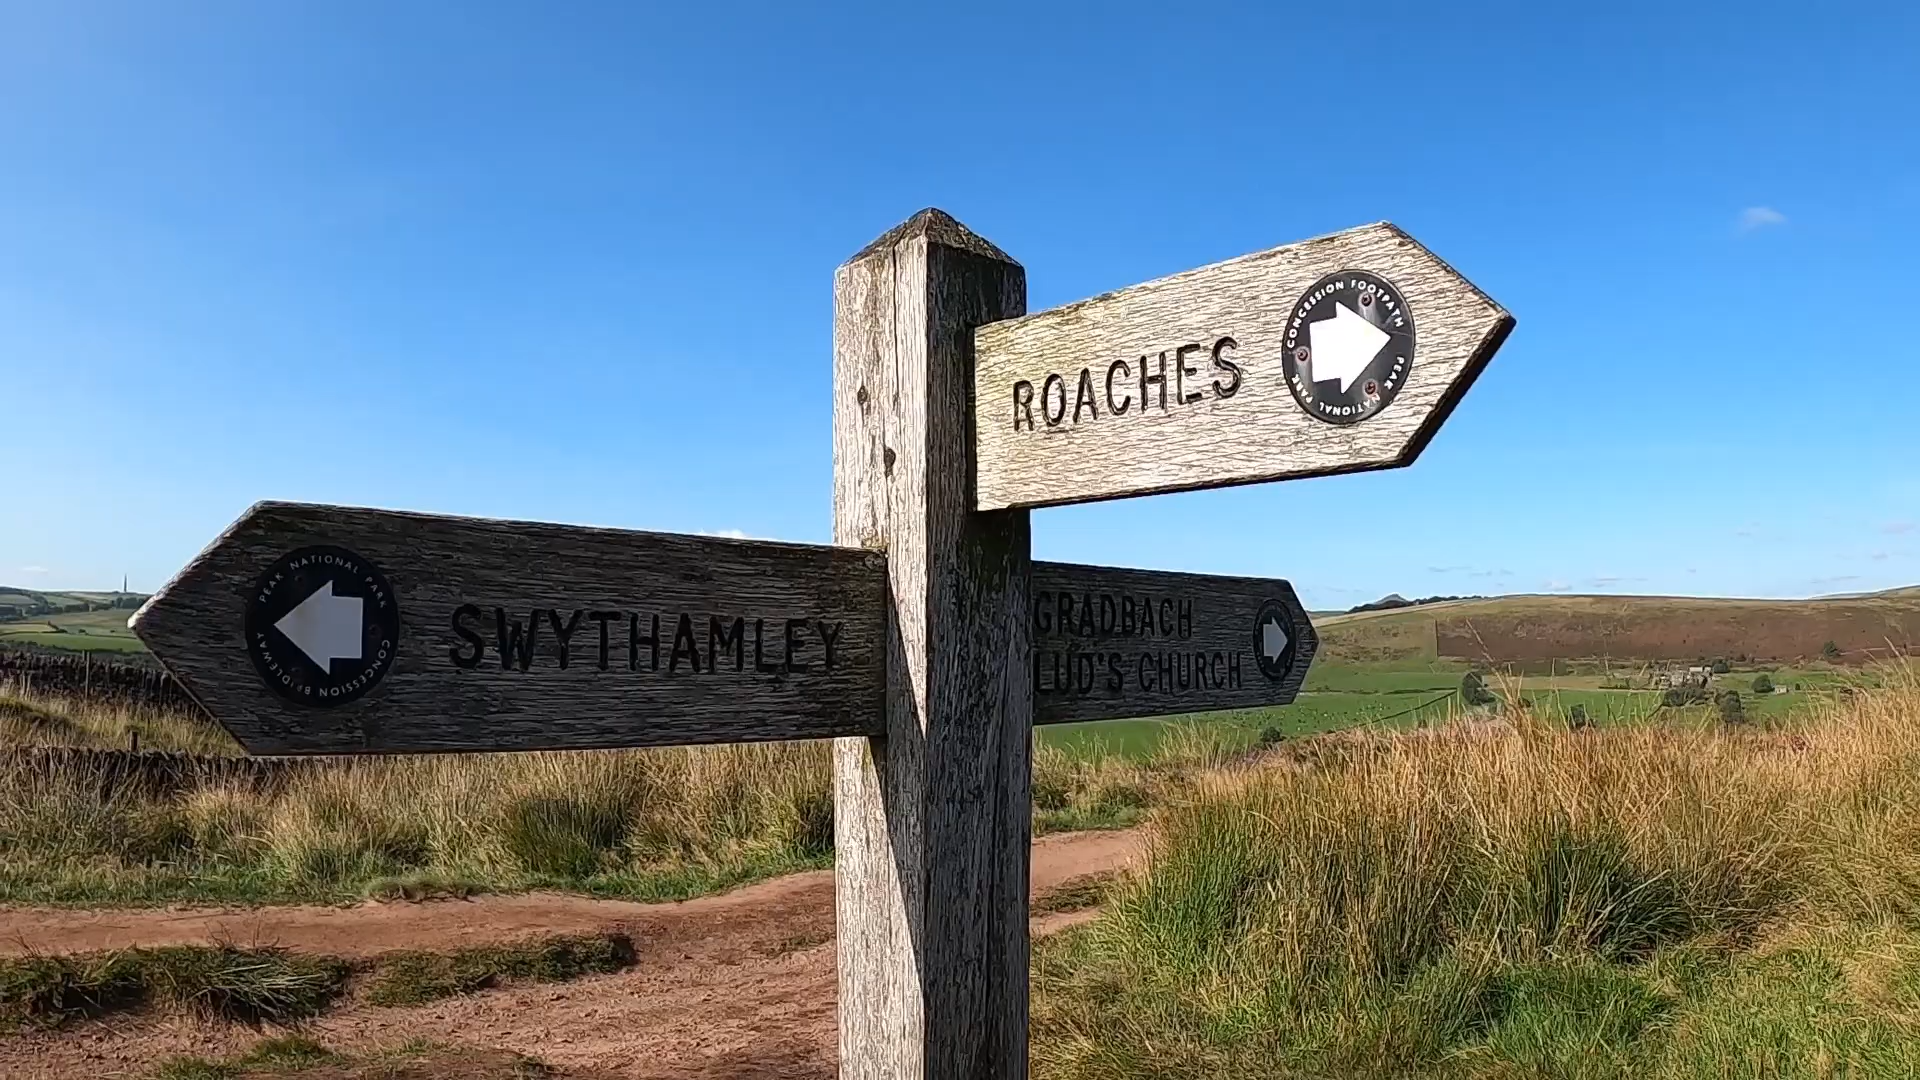 ROACHES
CONCESSION FOOTPATH
PEAK NATIONAL PARK
PEAK NATIONAL PARK
CONCESSION BRIDLEWAY
SWYTHAMLEY
GRADBACH
LUD'S CHURCH